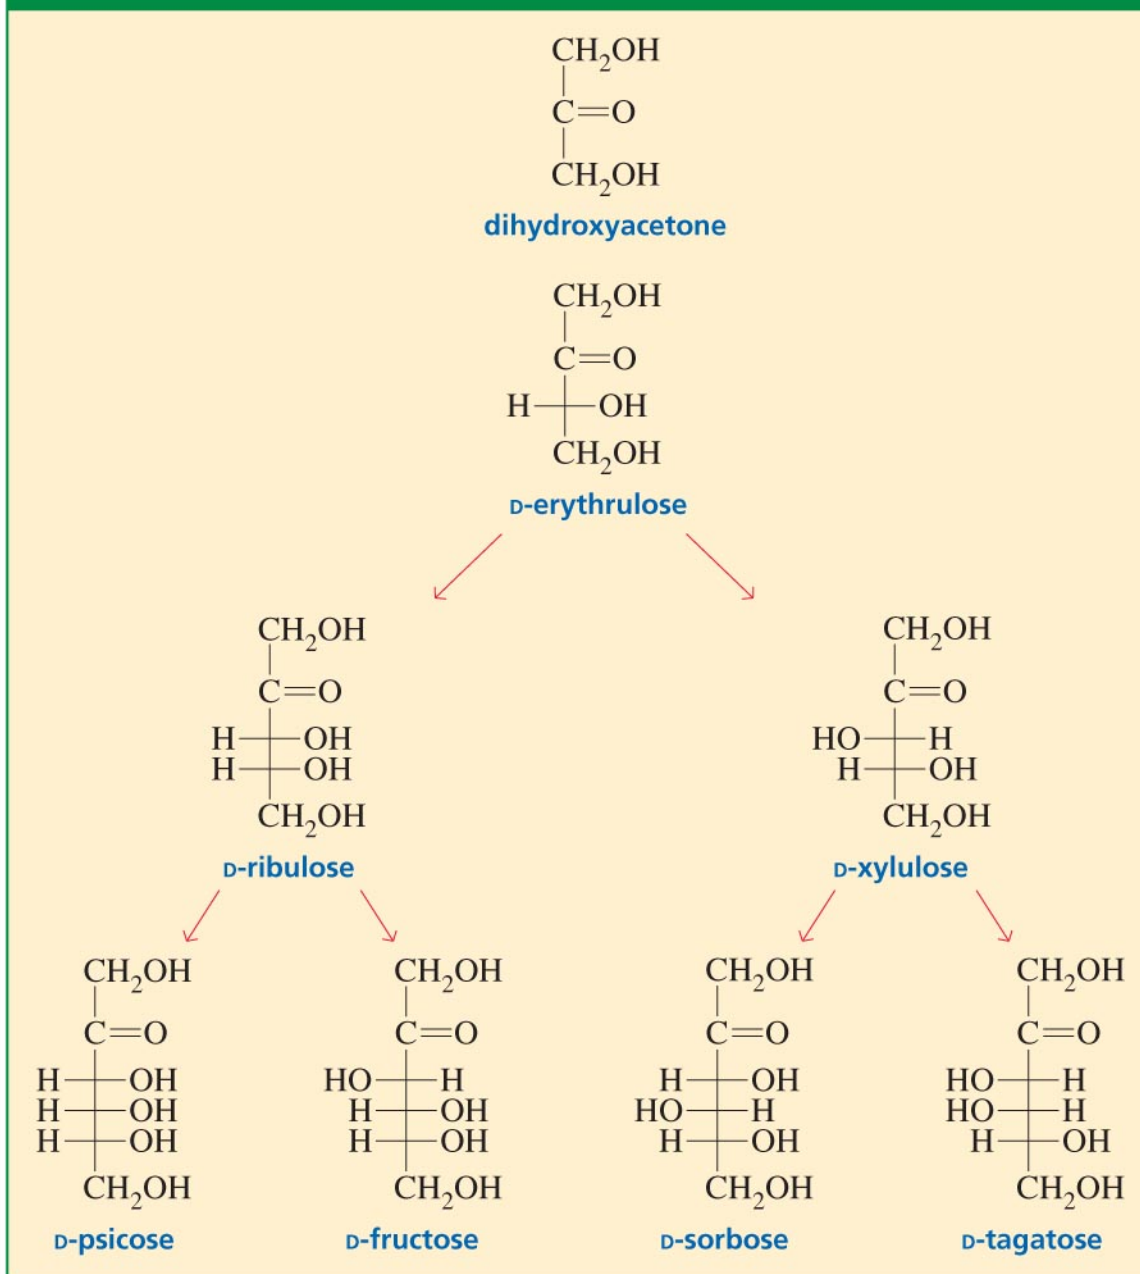 CH₂OH
C=O
CH₂OH
dihydroxyacetone
CH₂OH
C=O
H OH
CH₂OH
D-erythrulose
CH₂OH
C=O
H OH
H OH
CH₂OH
D-ribulose
CH₂OH
C=O
HO H
H OH
CH₂OH
D-xylulose
CH₂OH
C=O
H OH
H OH
H OH
CH₂OH
D-psicose
CH₂OH
C=O
HO H
H OH
H OH
CH₂OH
D-fructose
CH₂OH
C=O
H OH
HO H
H OH
CH₂OH
D-sorbose
CH₂OH
C=O
HO H
HO H
H OH
CH₂OH
D-tagatose